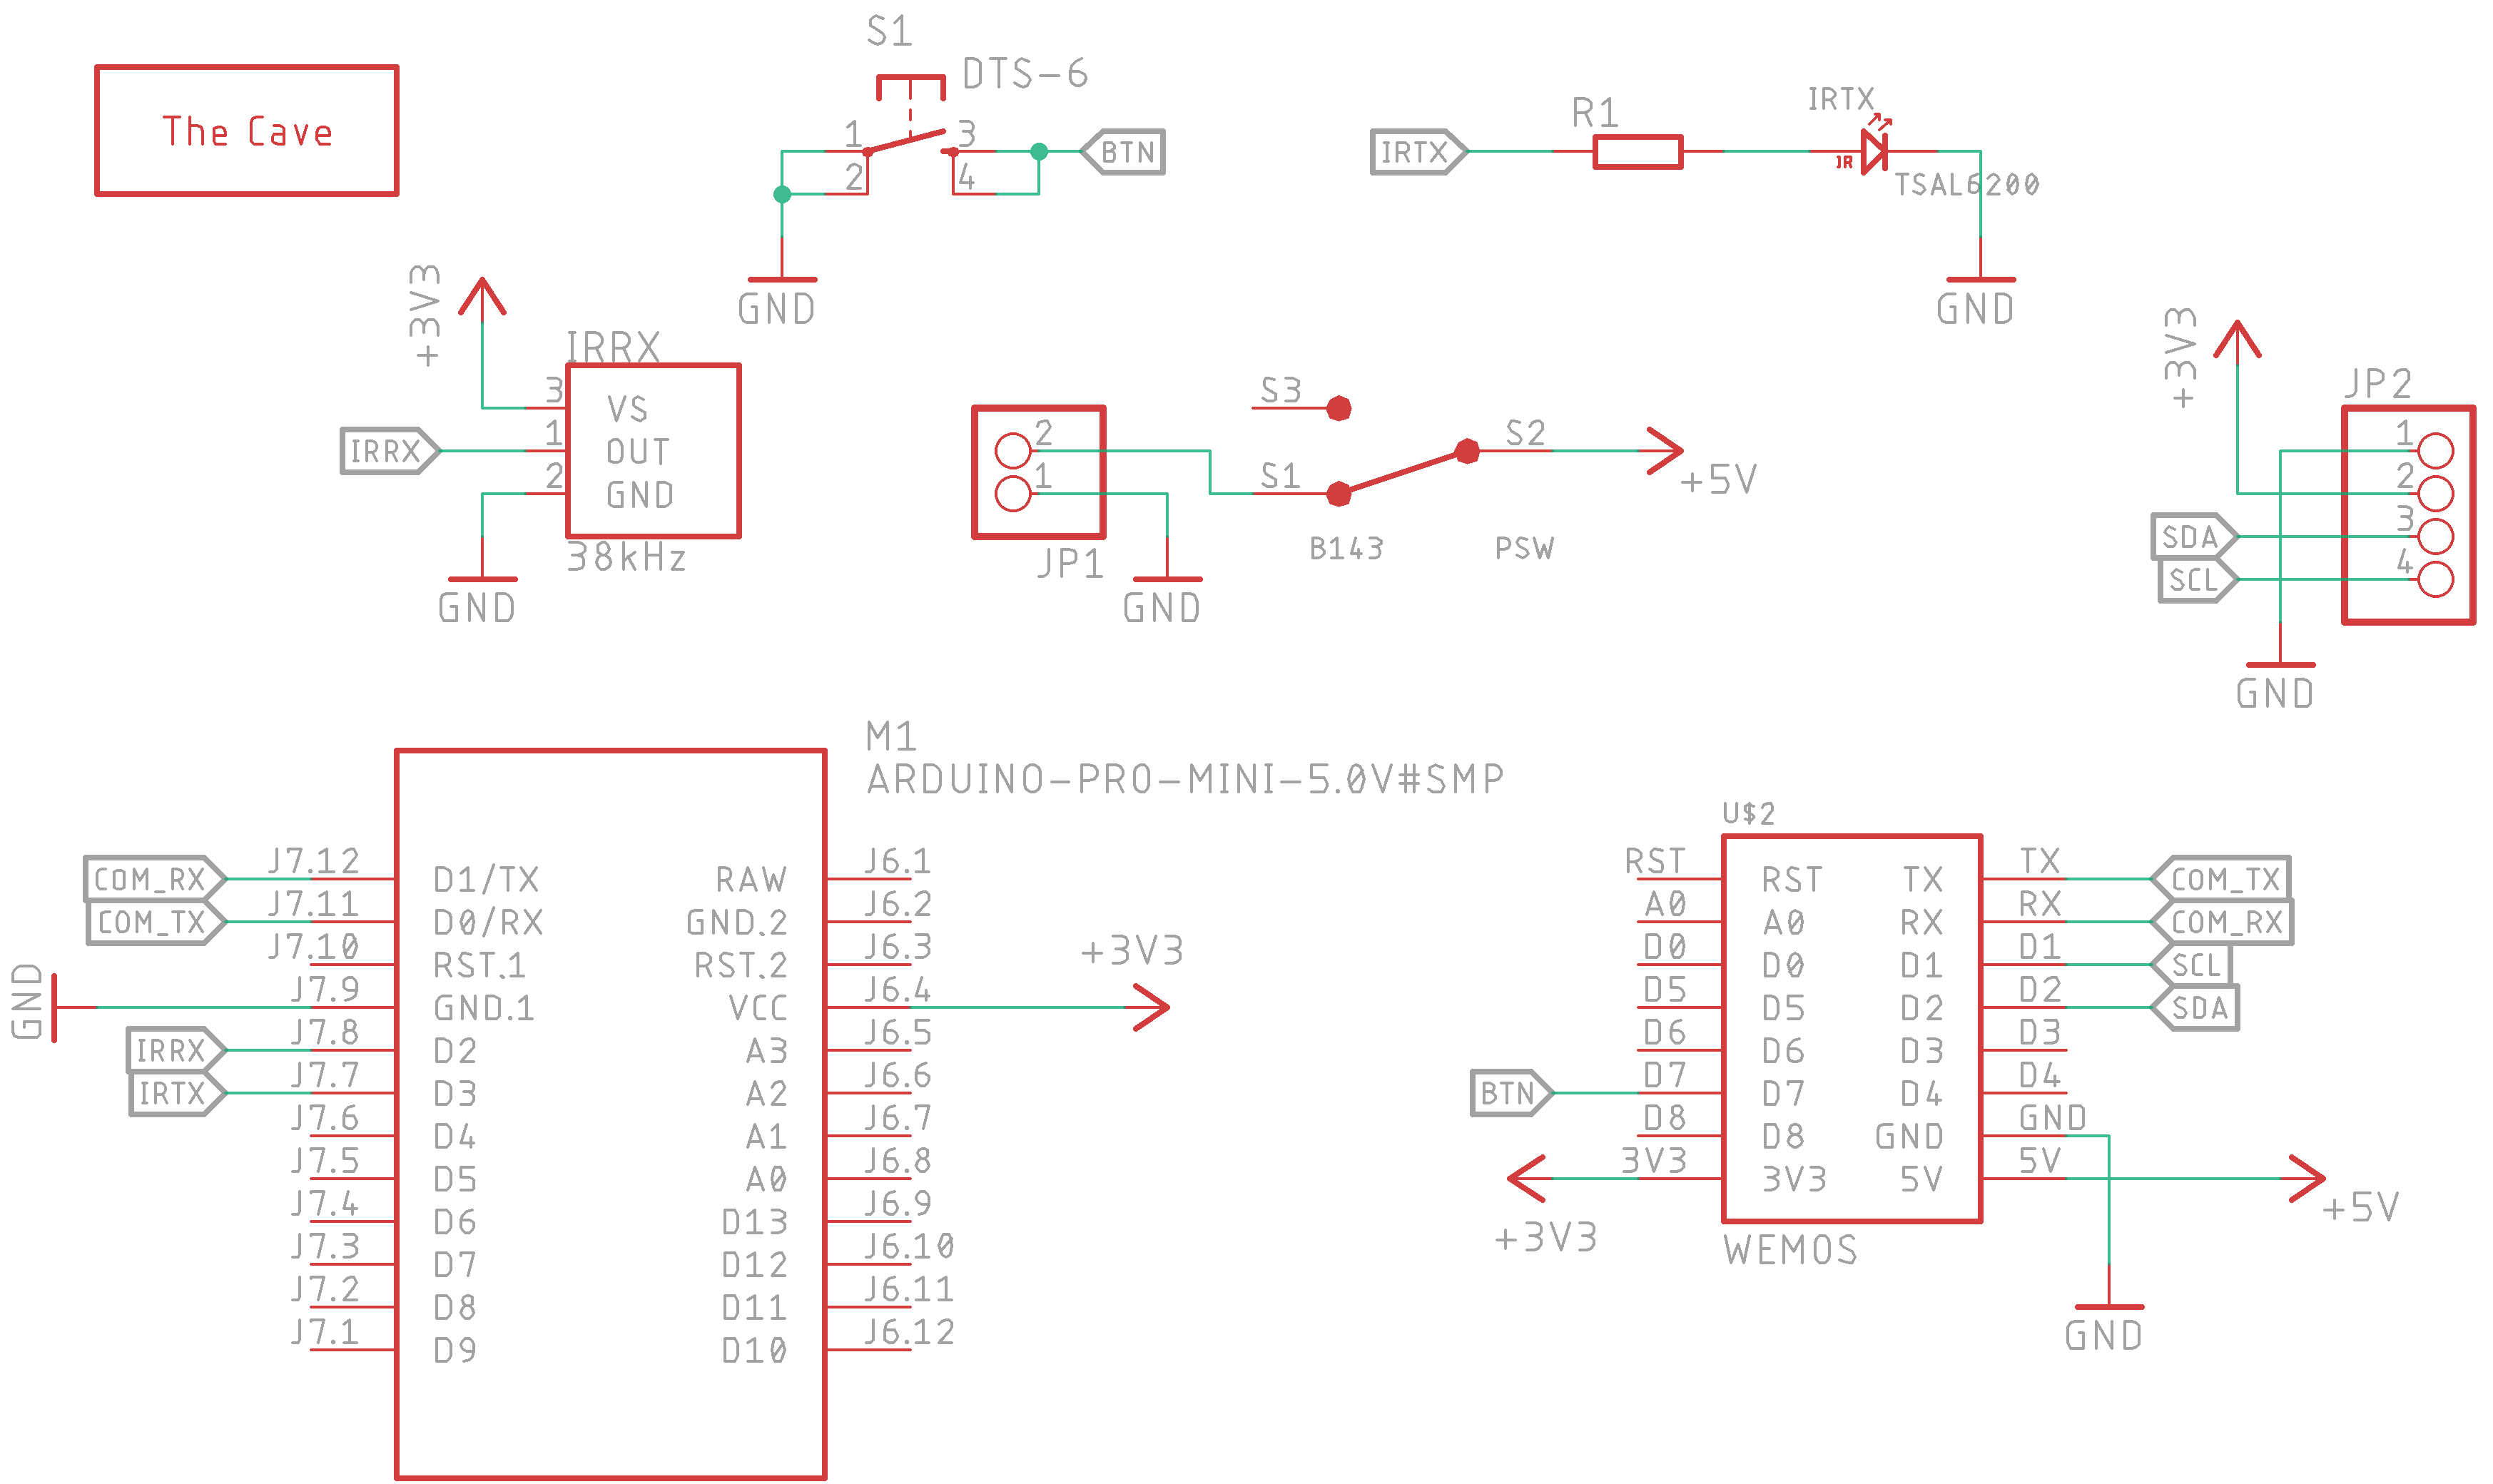 The Cave
S1
DTS-6
1
2
3
4
BTN
GND
IRTX
R1
IRTX
IR
TSAL6200
GND
+3V3
IRRX
3
VS
IRRX
1
OUT
2
GND
38kHz
GND
2
1
JP1
GND
S3
S1
S2
+5V
B143
PSW
+3V3
JP2
1
2
SDA
3
SCL
4
GND
M1
ARDUINO-PRO-MINI-5.0V#SMP
COM_RX J7.12 D1/TX RAW J6.1
COM_TX J7.11 D0/RX GND.2 J6.2
J7.10 RST.1 RST.2 J6.3
GND J7.9 GND.1 VCC J6.4 +3V3
IRRX J7.8 D2 A3 J6.5
IRTX J7.7 D3 A2 J6.6
J7.6 D4 A1 J6.7
J7.5 D5 A0 J6.8
J7.4 D6 D13 J6.9
J7.3 D7 D12 J6.10
J7.2 D8 D11 J6.11
J7.1 D9 D10 J6.12
U$2
RST RST TX TX COM_TX
A0 A0 RX RX COM_RX
D0 D0 D1 D1 SCL
D5 D5 D2 D2 SDA
D6 D6 D3 D3
BTN D7 D7 D4 D4
D8 D8 GND GND
3V3 3V3 5V 5V
+3V3
+5V
WEMOS
GND